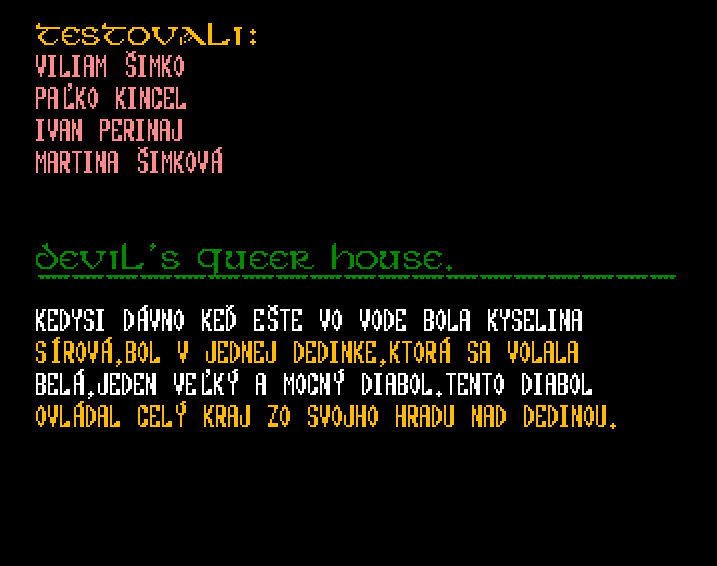 TESTOVALI:
VILIAM ŠIMKO
PAĽKO KINCEL
IVAN PERINAJ
MARTINA ŠIMKOVÁ
DEVIL'S QUEER HOUSE.
KEDYSI DÁVNO KEĎ EŠTE VO VODE BOLA KYSELINA
SÍROVÁ,BOL V JEDNEJ DEDINKE,KTORÁ SA VOLALA
BELÁ,JEDEN VEĽKÝ A MOCNÝ DIABOL.TENTO DIABOL
OVLÁDAL CELÝ KRAJ ZO SVOJHO HRADU NAD DEDINOU.